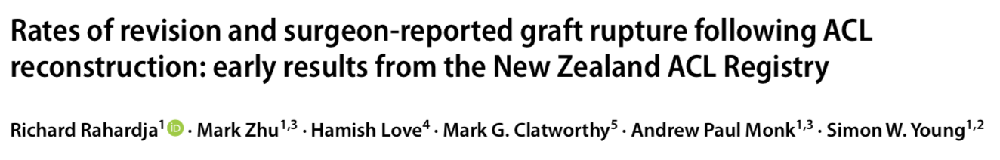 Rates of revision and surgeon-reported graft rupture following ACL
reconstruction: early results from the New Zealand ACL Registry
Richard Rahardja¹ iD · Mark Zhu¹,³ · Hamish Love⁴ · Mark G. Clatworthy⁵ · Andrew Paul Monk¹,³ · Simon W. Young¹,²